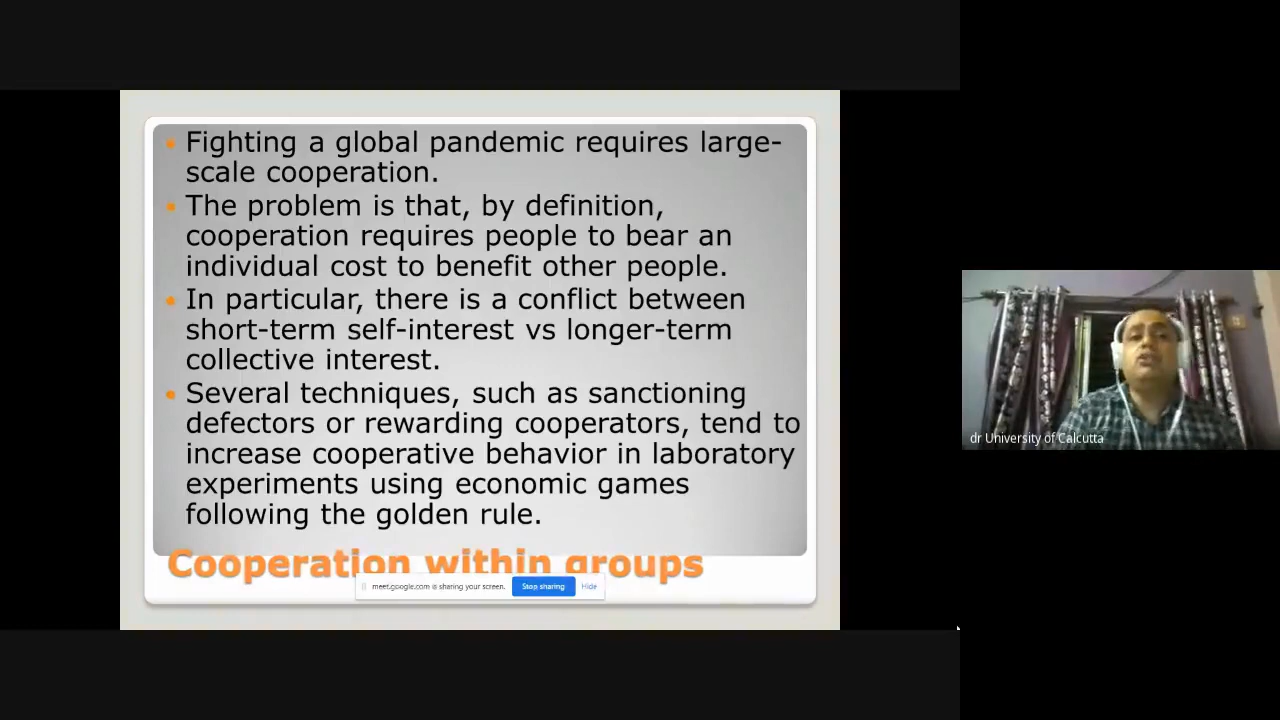 Fighting a global pandemic requires large-
scale cooperation.
The problem is that, by definition,
cooperation requires people to bear an
individual cost to benefit other people.
In particular, there is a conflict between
short-term self-interest vs longer-term
collective interest.
Several techniques, such as sanctioning
defectors or rewarding cooperators, tend to
increase cooperative behavior in laboratory
experiments using economic games
following the golden rule.
Cooperation within groups
meet.google.com is sharing your screen. Stop sharing Hide
dr University of Calcutta